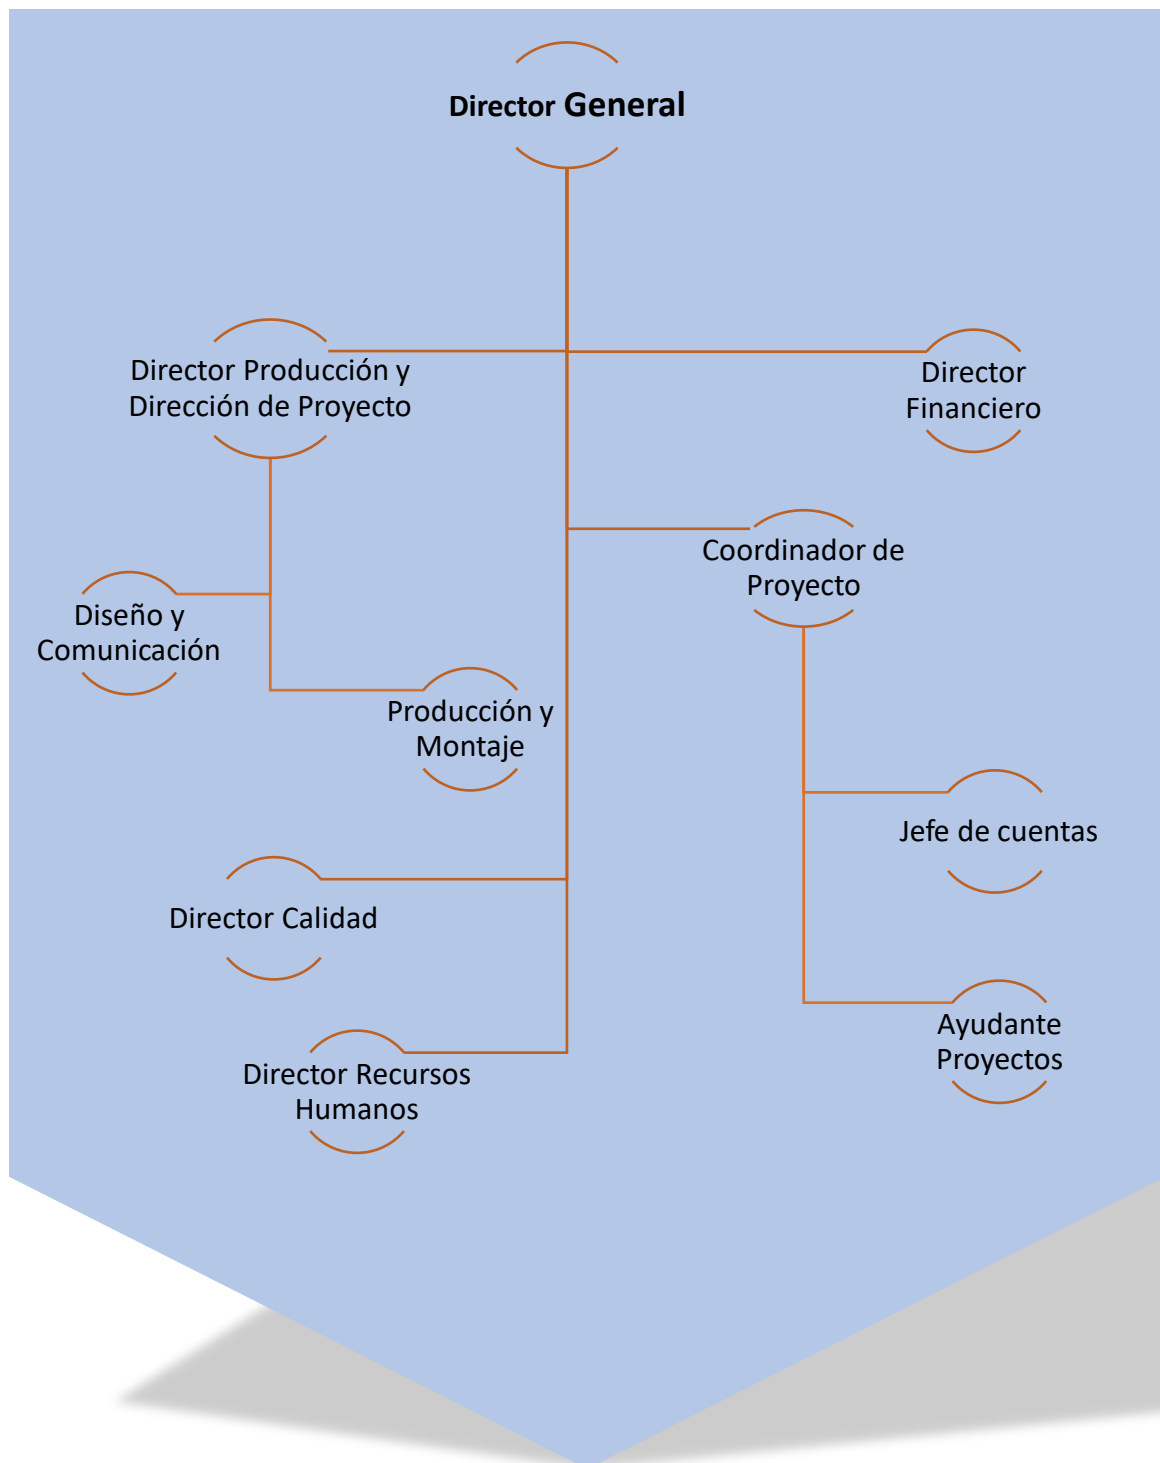 Director General
Director Producción y
Dirección de Proyecto
Director
Financiero
Coordinador de
Proyecto
Diseño y
Comunicación
Producción y
Montaje
Jefe de cuentas
Director Calidad
Ayudante
Proyectos
Director Recursos
Humanos